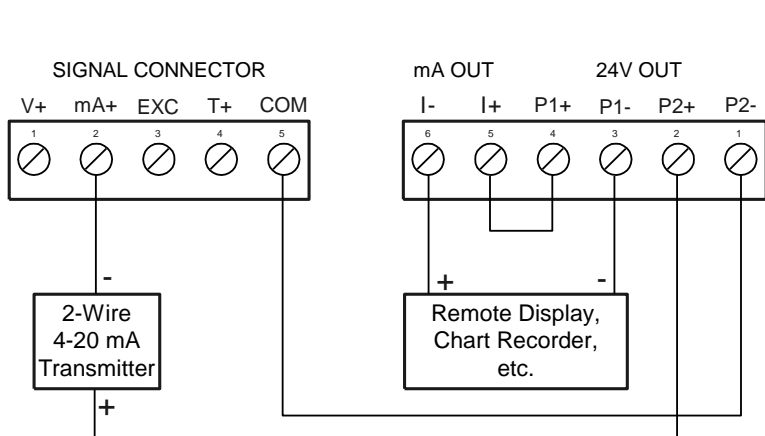 SIGNAL CONNECTOR
mA OUT 24V OUT
V+ mA+ EXC T+ COM
I- I+ P1+ P1- P2+ P2-
1 2 3 4 5
6 5 4 3 2 1
-
+ -
2-Wire
4-20 mA
Transmitter
Remote Display,
Chart Recorder,
etc.
+